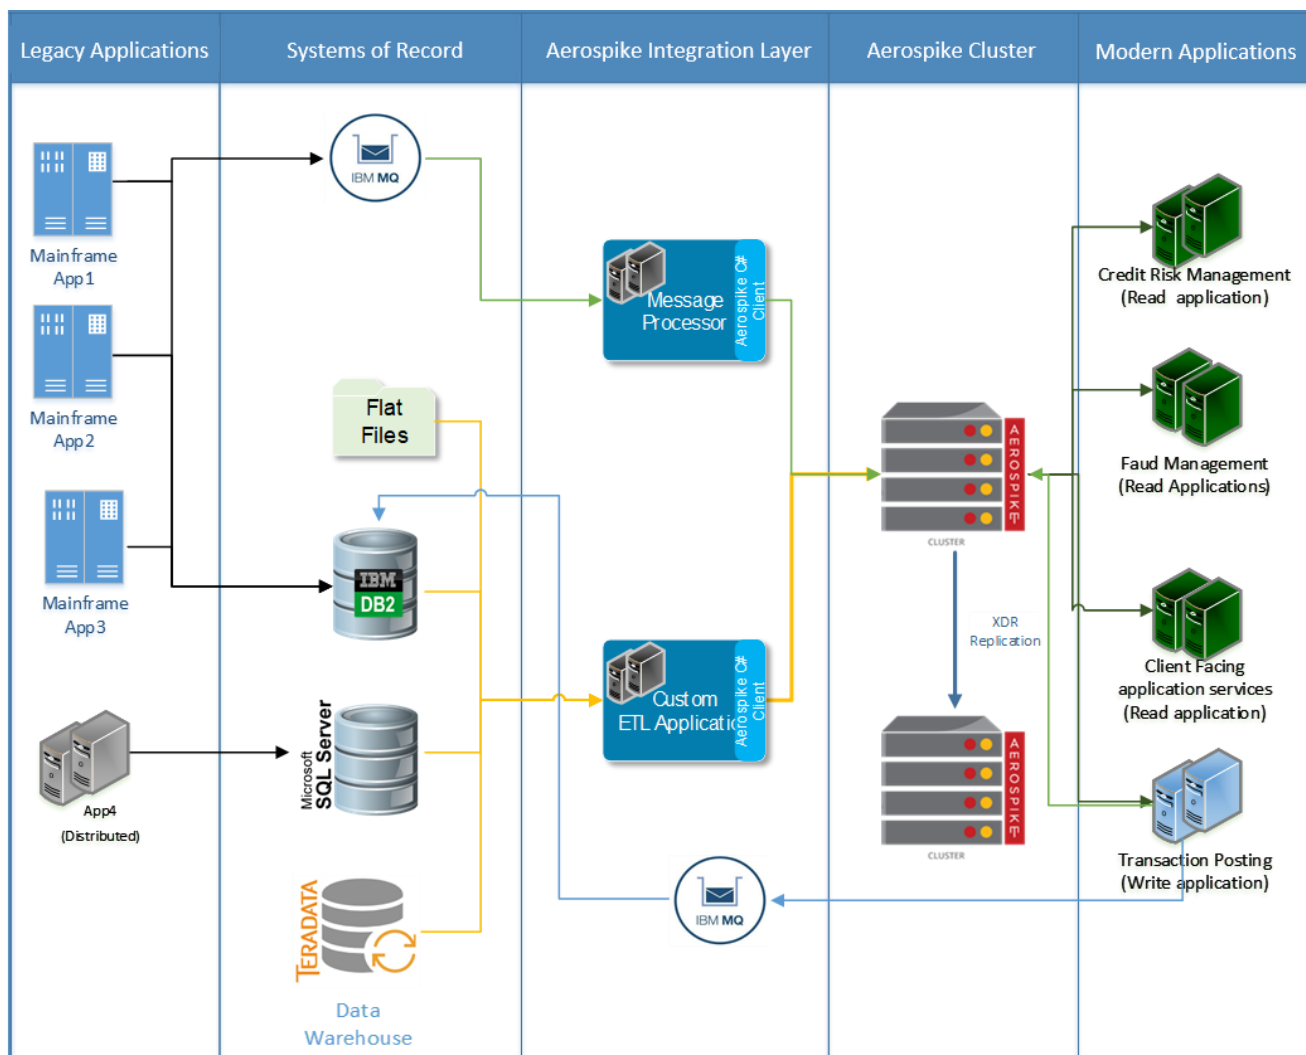 Legacy Applications
Systems of Record
Aerospike Integration Layer
Aerospike Cluster
Modern Applications
Mainframe
App1
Mainframe
App2
Mainframe
App3
App4
(Distributed)
IBM MQ
Flat
Files
IBM
DB2
Microsoft
SQL Server
TERADATA
Data
Warehouse
Message
Processor
Aerospike C#
Client
Custom
ETL Application
Aerospike C#
Client
IBM MQ
AEROSPIKE
CLUSTER
XDR
Replication
AEROSPIKE
CLUSTER
Credit Risk Management
(Read application)
Faud Management
(Read Applications)
Client Facing
application services
(Read application)
Transaction Posting
(Write application)